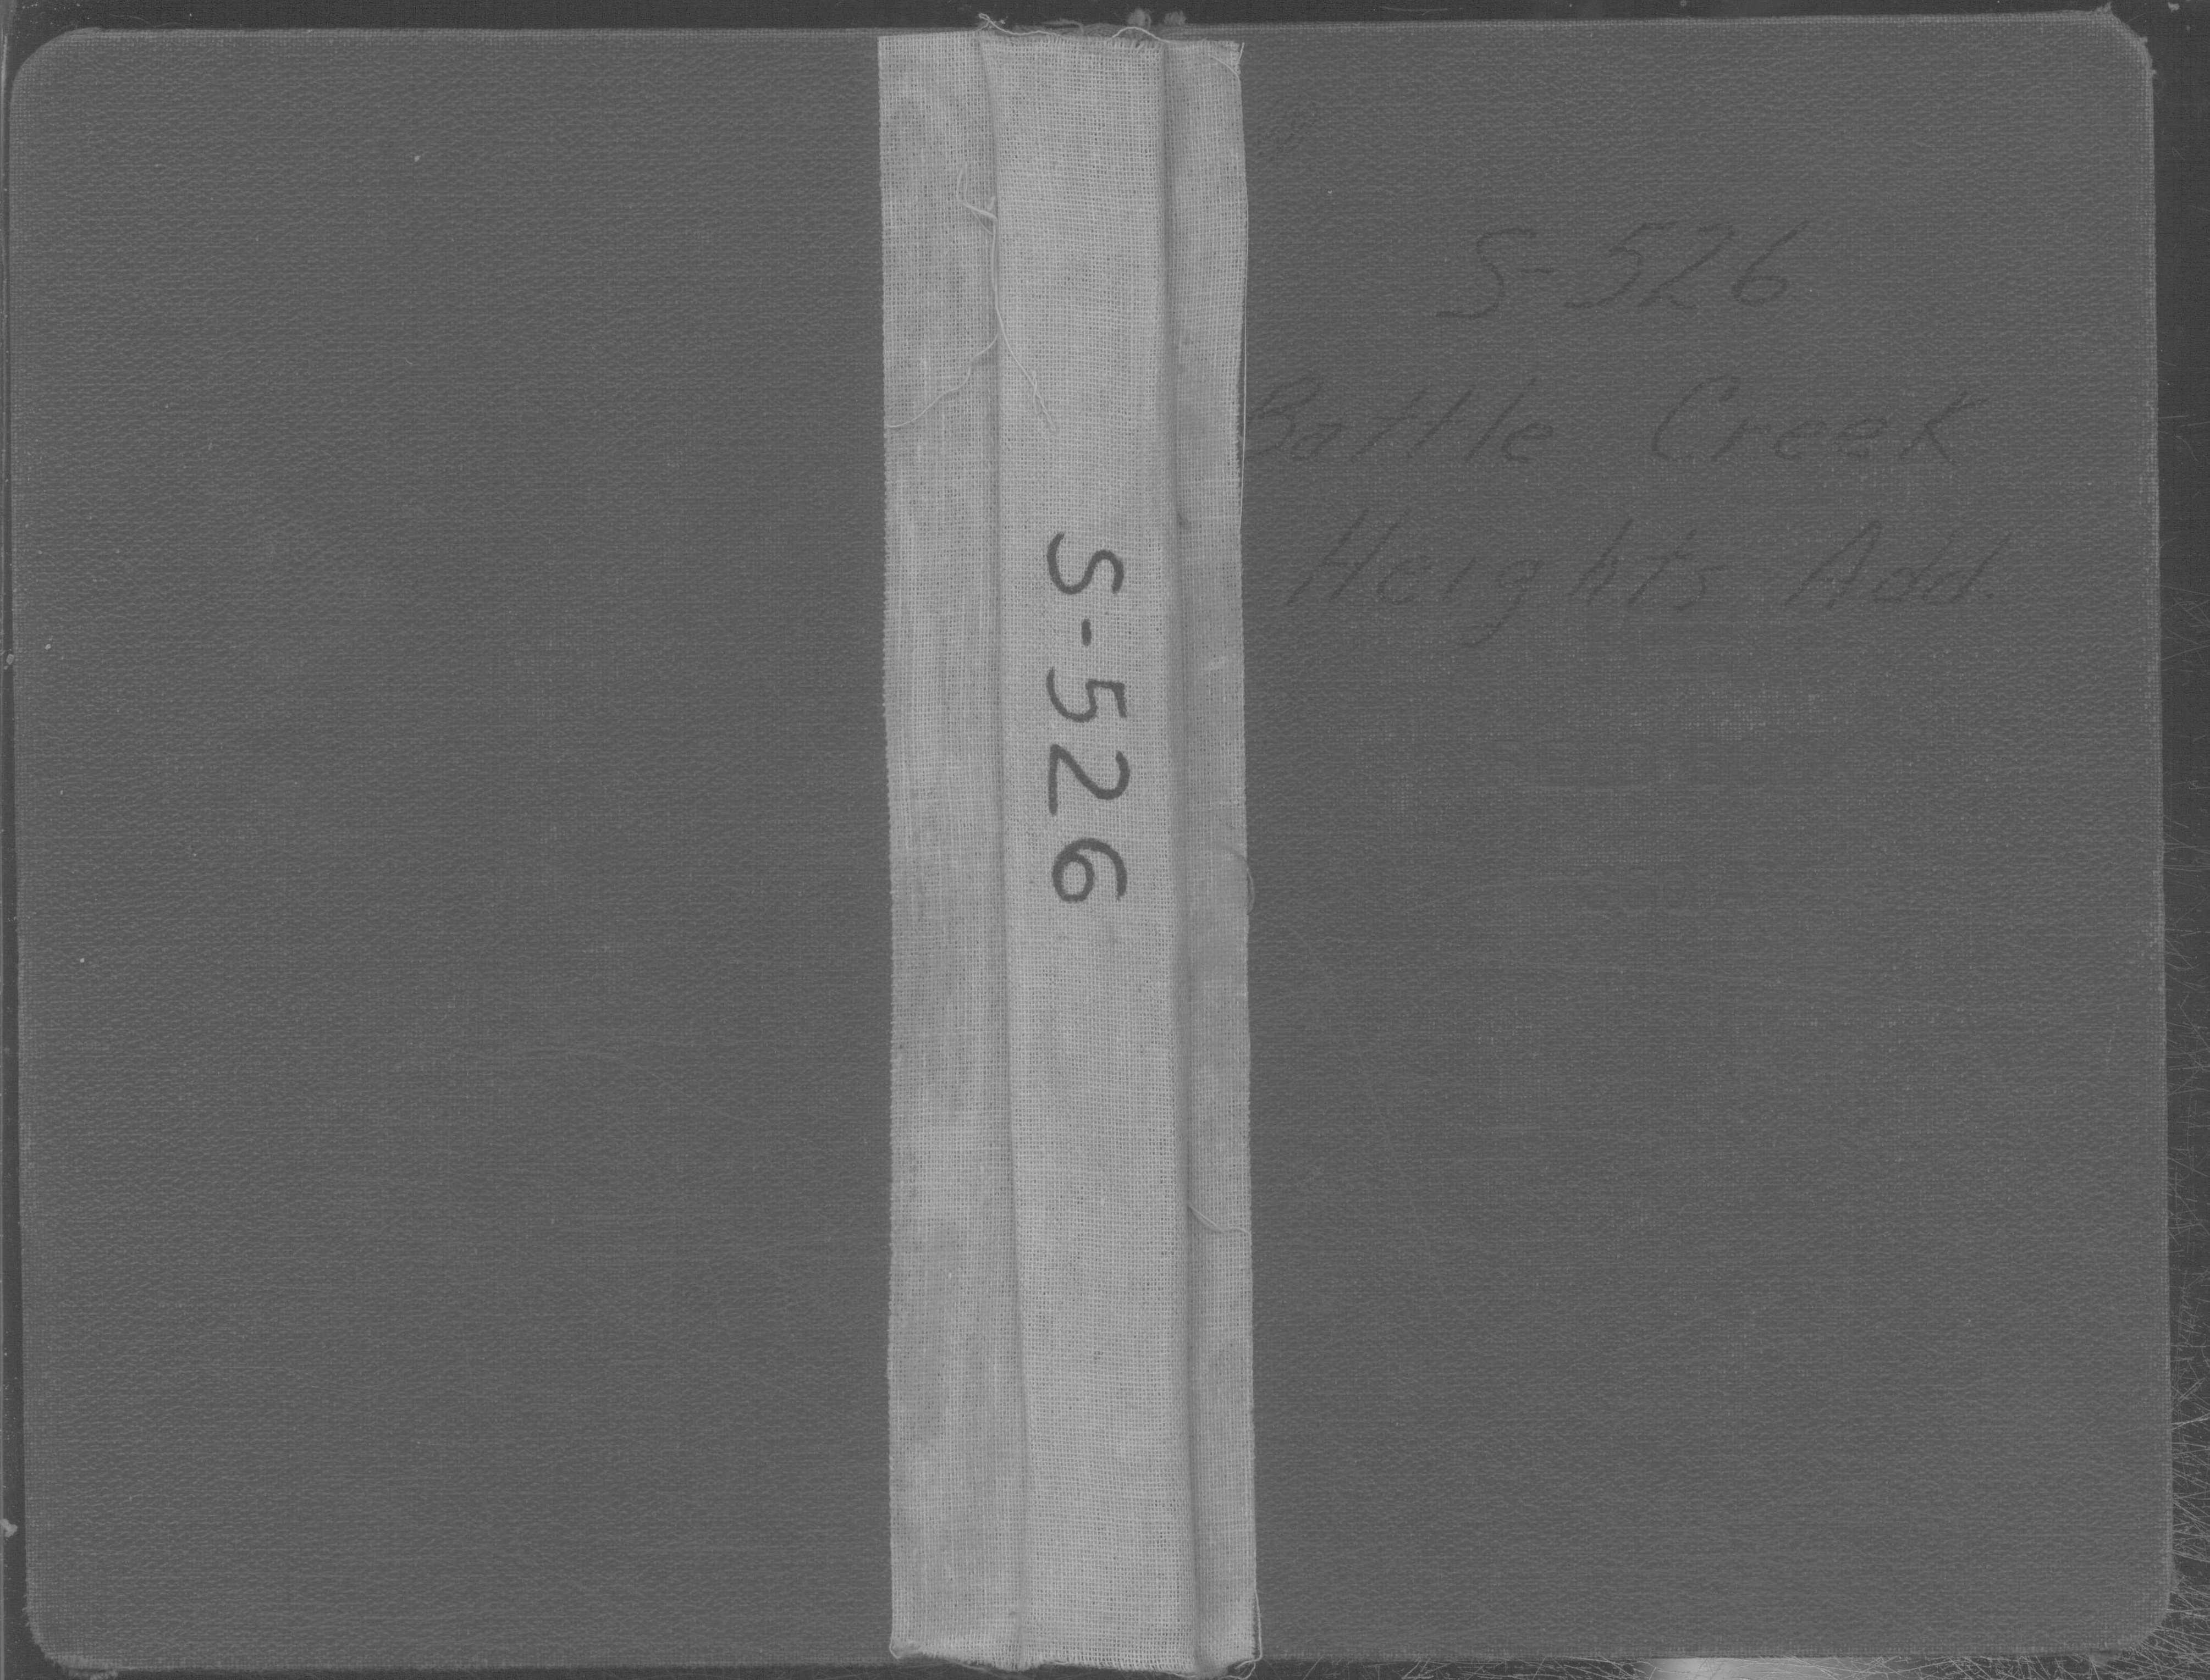 S-526
S-526
Battle Creek
Heights Add.